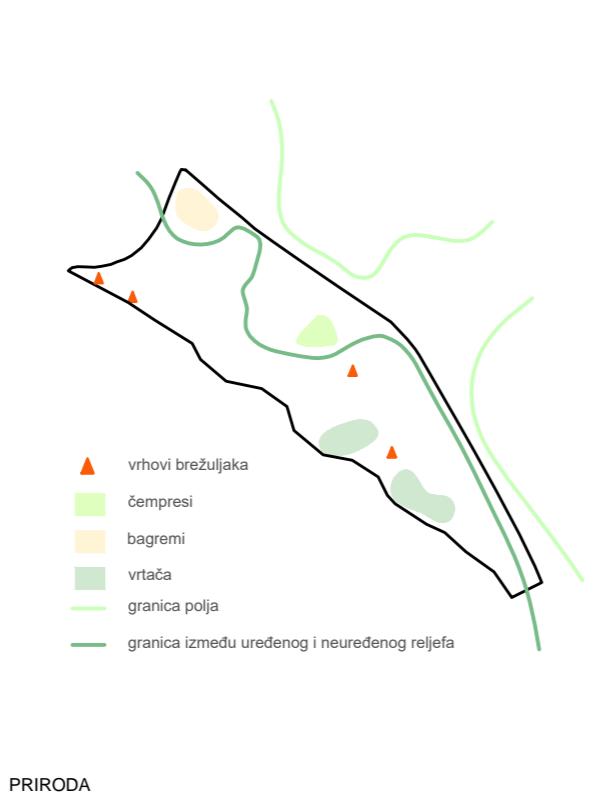 vrhovi brežuljaka
čempresi
bagremi
vrtača
granica polja
granica između uređenog i neuređenog reljefa
PRIRODA